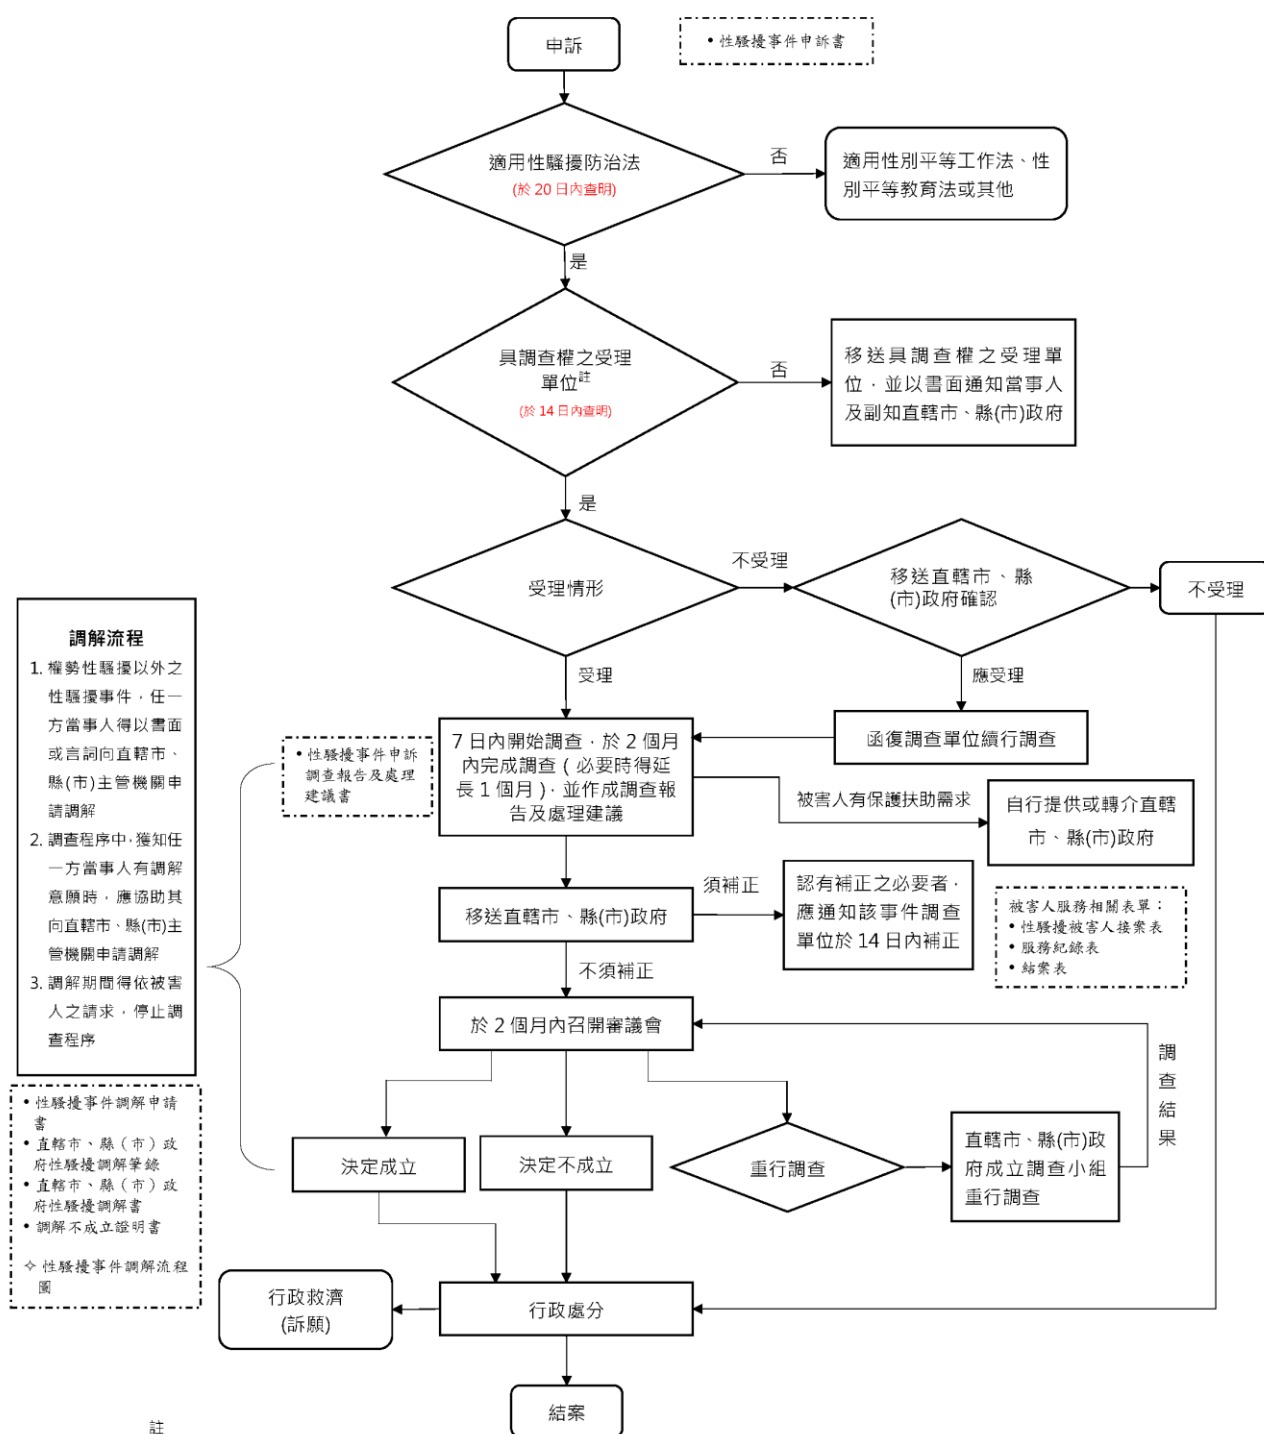 申訴
• 性騷擾事件申訴書
適用性騷擾防治法
(於 20 日內查明)
否
適用性別平等工作法、性
別平等教育法或其他
是
具調查權之受理
單位註
(於 14 日內查明)
否
移送具調查權之受理單
位，並以書面通知當事人
及副知直轄市、縣(市)政府
是
受理情形
不受理
移送直轄市、縣
(市)政府確認
不受理
受理
應受理
調解流程
1. 權勢性騷擾以外之
性騷擾事件，任一
方當事人得以書面
或言詞向直轄市、
縣(市)主管機關申
請調解
2. 調查程序中，獲知任
一方當事人有調解
意願時，應協助其
向直轄市、縣(市)主
管機關申請調解
3. 調解期間得依被害
人之請求，停止調
查程序
• 性騷擾事件申訴
調查報告及處理
建議書
7 日內開始調查，於 2 個月
內完成調查（必要時得延
長 1 個月），並作成調查報
告及處理建議
函復調查單位續行調查
被害人有保護扶助需求
自行提供或轉介直轄
市、縣(市)政府
移送直轄市、縣(市)政府
須補正
認有補正之必要者，
應通知該事件調查
單位於 14 日內補正
被害人服務相關表單：
• 性騷擾被害人接案表
• 服務紀錄表
• 結案表
不須補正
於 2 個月內召開審議會
調查結果
• 性騷擾事件調解申請
書
• 直轄市、縣（市）政
府性騷擾調解筆錄
• 直轄市、縣（市）政
府性騷擾調解書
• 調解不成立證明書
✧ 性騷擾事件調解流程
圖
決定成立
決定不成立
重行調查
直轄市、縣(市)政
府成立調查小組
重行調查
行政救濟
(訴願)
行政處分
結案
註